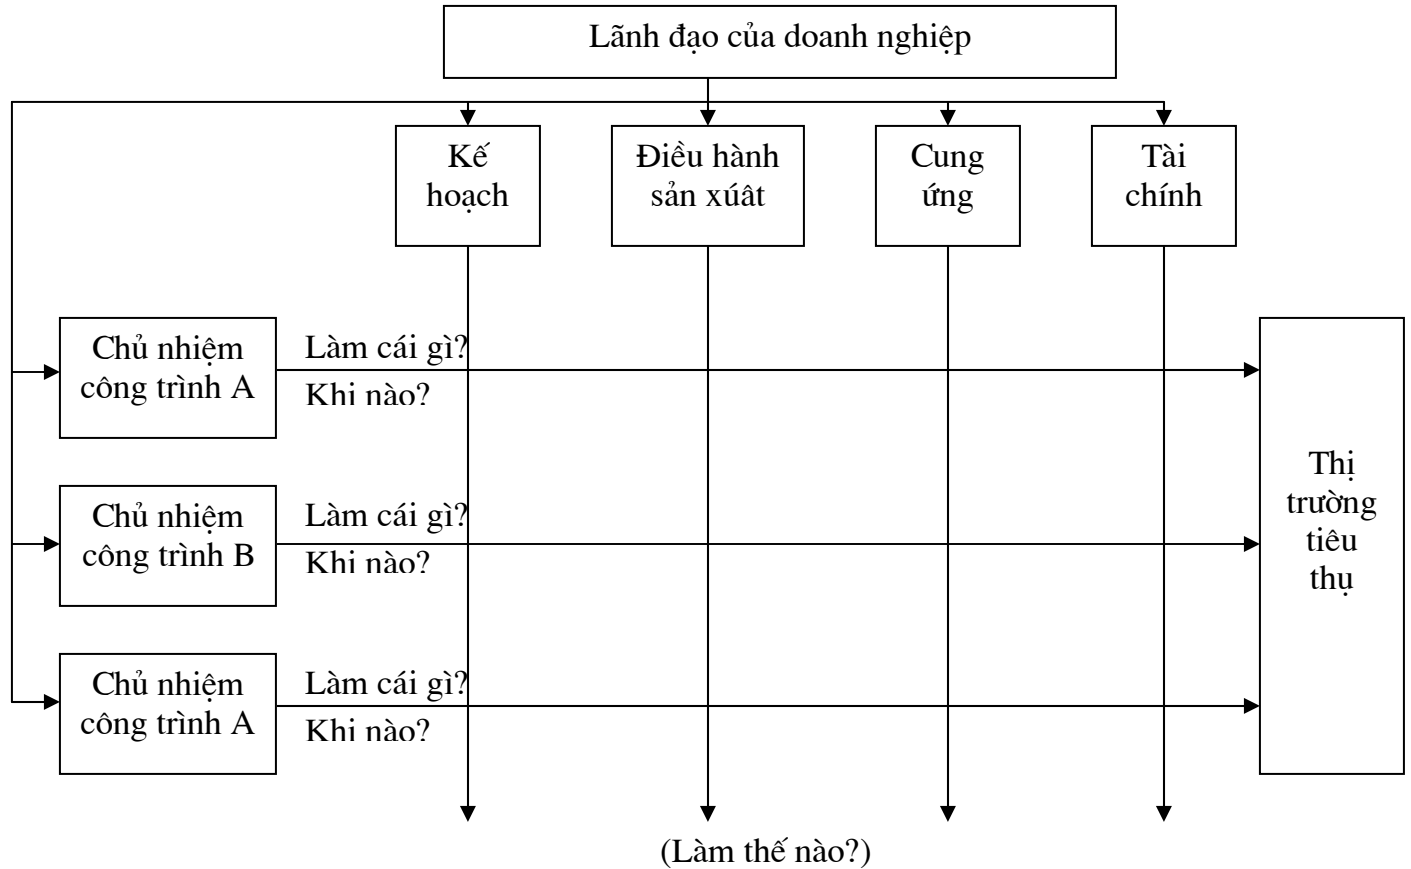 Lãnh đạo của doanh nghiệp
Kế
hoạch
Điều hành
sản xúât
Cung
ứng
Tài
chính
Chủ nhiệm
công trình A
Làm cái gì?
Khi nào?
Chủ nhiệm
công trình B
Làm cái gì?
Khi nào?
Chủ nhiệm
công trình A
Làm cái gì?
Khi nào?
Thị
trường
tiêu
thụ
(Làm thế nào?)